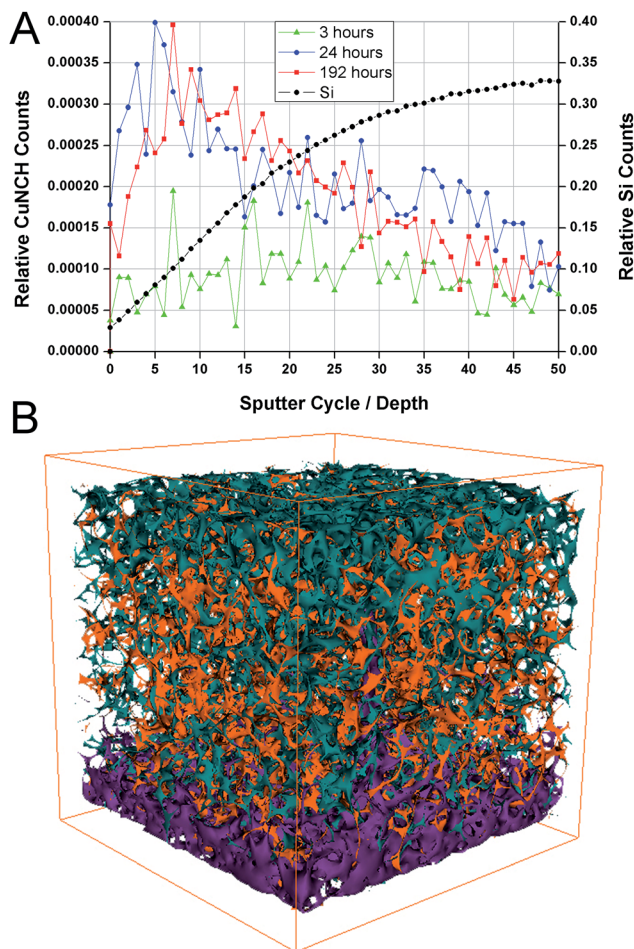 A
3 hours
24 hours
192 hours
Si
0.00040
0.00035
0.00030
0.00025
0.00020
0.00015
0.00010
0.00005
0.00000
Relative CuNCH Counts
0.40
0.35
0.30
0.25
0.20
0.15
0.10
0.05
0.00
Relative Si Counts
0 5 10 15 20 25 30 35 40 45 50
Sputter Cycle / Depth
B